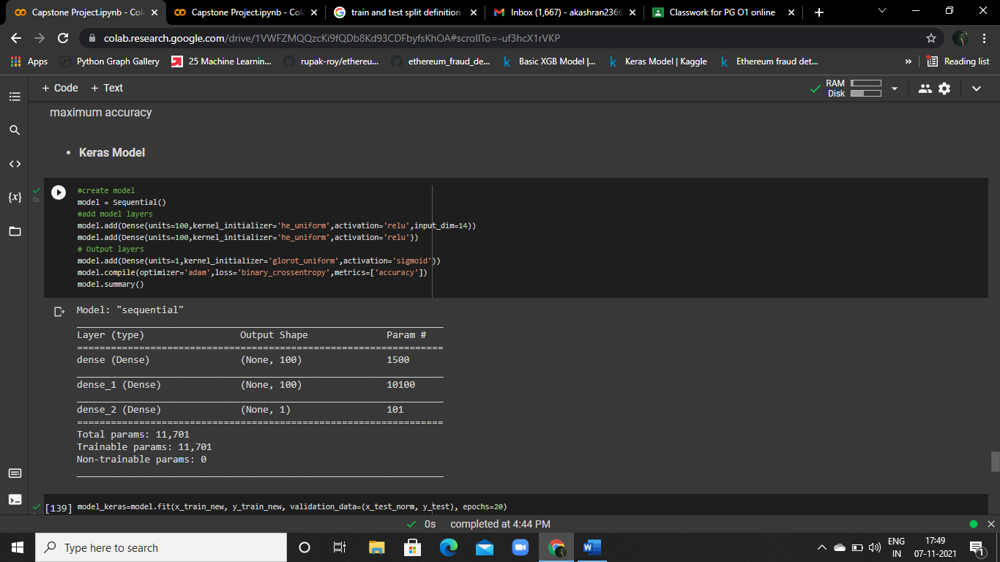 Capstone Project.ipynb - Col
Capstone Project.ipynb - Col
train and test split definition
Inbox (1,667) - akashran236
Classwork for PG O1 online
colab.research.google.com/drive/1VWFZMQQzcKi9fQDb8Kd93CDFbyfsKhOA#scrollTo=-uf3hcX1rVKP
Apps
Python Graph Gallery
25 Machine Learnin...
rupak-roy/ethereu...
ethereum_fraud_de...
Basic XGB Model |...
Keras Model | Kaggle
Ethereum fraud det...
»
Reading list
+ Code + Text
RAM
Disk
maximum accuracy
• Keras Model
5s
#create model
model = Sequential()
#add model layers
model.add(Dense(units=100,kernel_initializer='he_uniform',activation='relu',input_dim=14))
model.add(Dense(units=100,kernel_initializer='he_uniform',activation='relu'))
# Output layers
model.add(Dense(units=1,kernel_initializer='glorot_uniform',activation='sigmoid'))
model.compile(optimizer='adam',loss='binary_crossentropy',metrics=['accuracy'])
model.summary()
Model: "sequential"
Layer (type) Output Shape Param #
=================================================================
dense (Dense) (None, 100) 1500
dense_1 (Dense) (None, 100) 10100
dense_2 (Dense) (None, 1) 101
=================================================================
Total params: 11,701
Trainable params: 11,701
Non-trainable params: 0
[139] model_keras=model.fit(x_train_new, y_train_new, validation_data=(x_test_norm, y_test), epochs=20)
0s completed at 4:44 PM
Type here to search
ENG
IN
17:49
07-11-2021
1